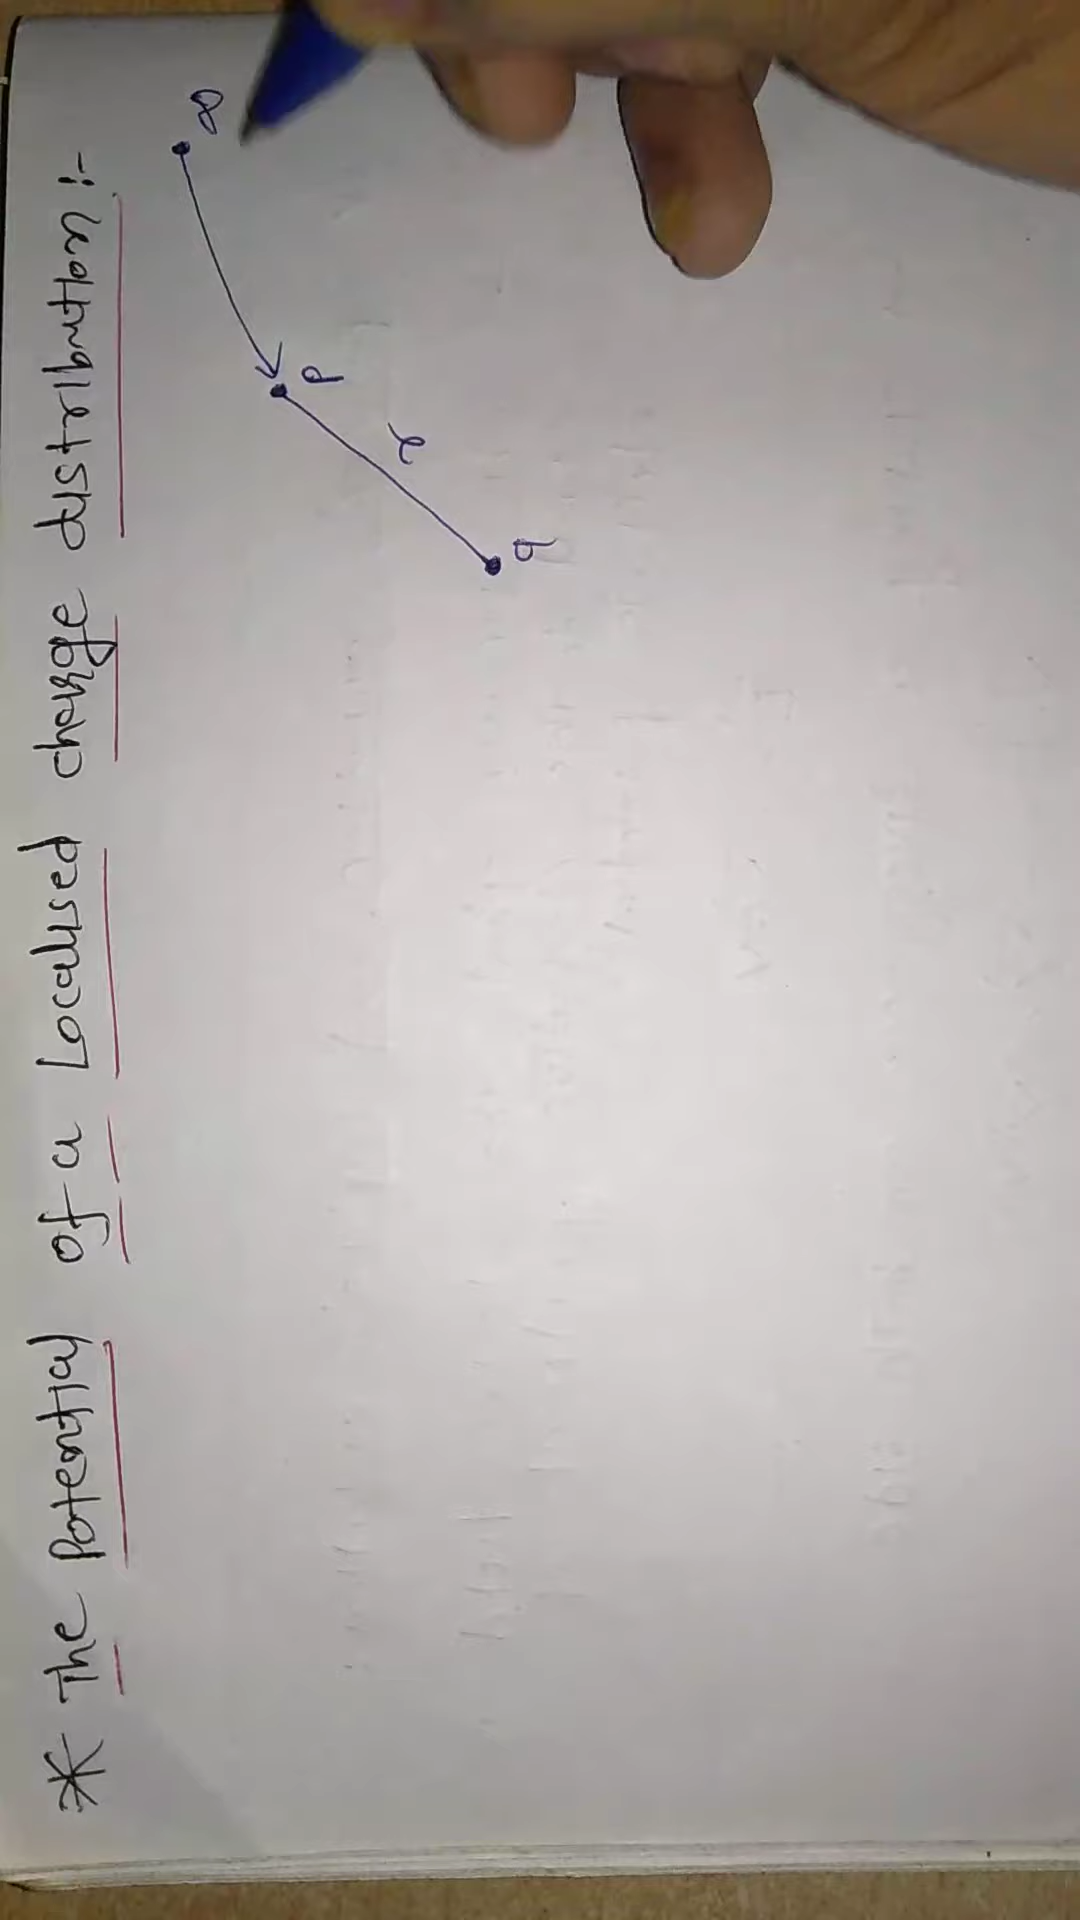 * The Potential of a Localised charge distribution :-
∞
P
r
q